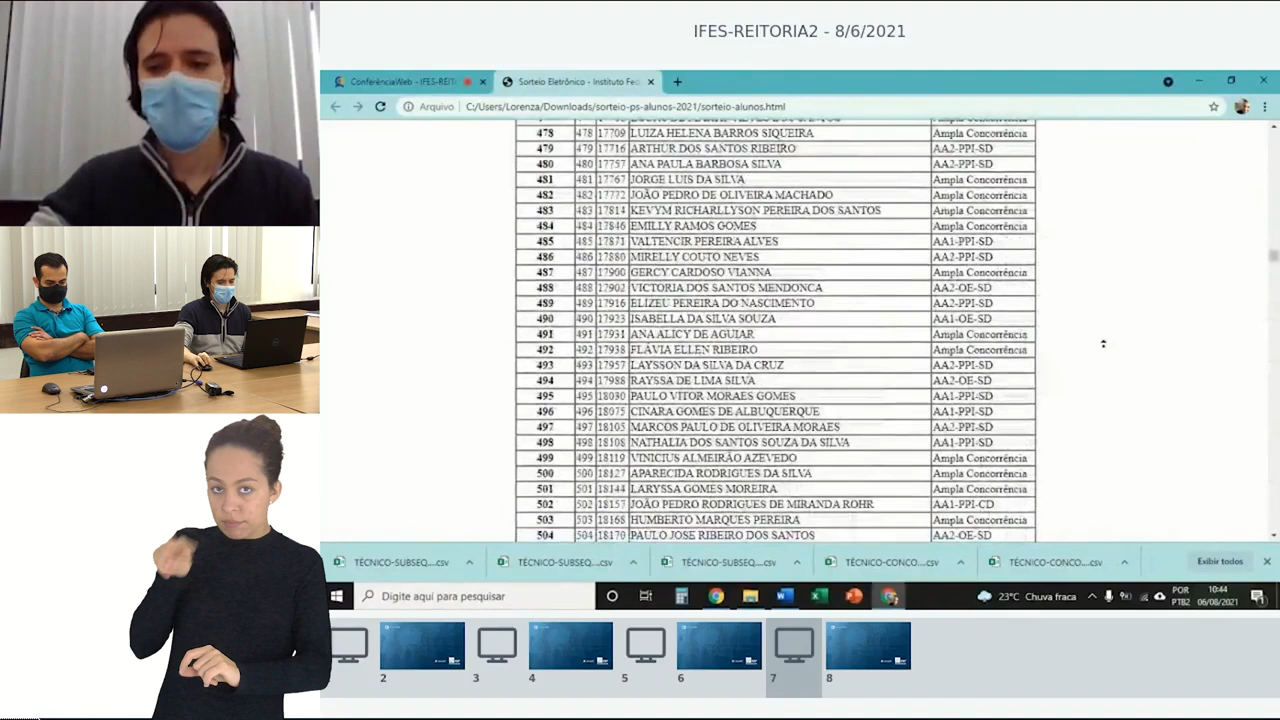 IFES-REITORIA2 - 8/6/2021
ConferênciaWeb - IFES-REIT
Sorteio Eletrônico - Instituto Fed
Arquivo C:/Users/Lorenza/Downloads/sorteio-ps-alunos-2021/sorteio-alunos.html
478 478 17709 LUIZA HELENA BARROS SIQUEIRA Ampla Concorrência
479 479 17716 ARTHUR DOS SANTOS RIBEIRO AA2-PPI-SD
480 480 17757 ANA PAULA BARBOSA SILVA AA2-PPI-SD
481 481 17767 JORGE LUIS DA SILVA Ampla Concorrência
482 482 17772 JOÃO PEDRO DE OLIVEIRA MACHADO Ampla Concorrência
483 483 17814 KEVYM RICHARLLYSON PEREIRA DOS SANTOS Ampla Concorrência
484 484 17846 EMILLY RAMOS GOMES Ampla Concorrência
485 485 17871 VALTENCIR PEREIRA ALVES AA1-PPI-SD
486 486 17880 MIRELLY COUTO NEVES AA2-PPI-SD
487 487 17900 GERCY CARDOSO VIANNA Ampla Concorrência
488 488 17902 VICTORIA DOS SANTOS MENDONCA AA2-OE-SD
489 489 17916 ELIZEU PEREIRA DO NASCIMENTO AA2-PPI-SD
490 490 17923 ISABELLA DA SILVA SOUZA AA1-OE-SD
491 491 17931 ANA ALICY DE AGUIAR Ampla Concorrência
492 492 17938 FLÁVIA ELLEN RIBEIRO Ampla Concorrência
493 493 17957 LAYSSON DA SILVA DA CRUZ AA2-PPI-SD
494 494 17988 RAYSSA DE LIMA SILVA AA2-OE-SD
495 495 18030 PAULO VITOR MORAES GOMES AA1-PPI-SD
496 496 18075 CINARA GOMES DE ALBUQUERQUE AA1-PPI-SD
497 497 18105 MARCOS PAULO DE OLIVEIRA MORAES AA2-PPI-SD
498 498 18108 NATHALIA DOS SANTOS SOUZA DA SILVA AA1-PPI-SD
499 499 18119 VINICIUS ALMEIRÃO AZEVEDO Ampla Concorrência
500 500 18127 APARECIDA RODRIGUES DA SILVA Ampla Concorrência
501 501 18144 LARYSSA GOMES MOREIRA Ampla Concorrência
502 502 18157 JOÃO PEDRO RODRIGUES DE MIRANDA ROHR AA1-PPI-CD
503 503 18168 HUMBERTO MARQUES PEREIRA Ampla Concorrência
504 504 18170 PAULO JOSE RIBEIRO DOS SANTOS AA2-OE-SD
TÉCNICO-SUBSEQ....csv TÉCNICO-SUBSEQ....csv TÉCNICO-SUBSEQ....csv TÉCNICO-CONCO....csv TÉCNICO-CONCO....csv Exibir todos
Digite aqui para pesquisar 23°C Chuva fraca POR PTB2 10:44 06/08/2021
2 3 4 5 6 7 8